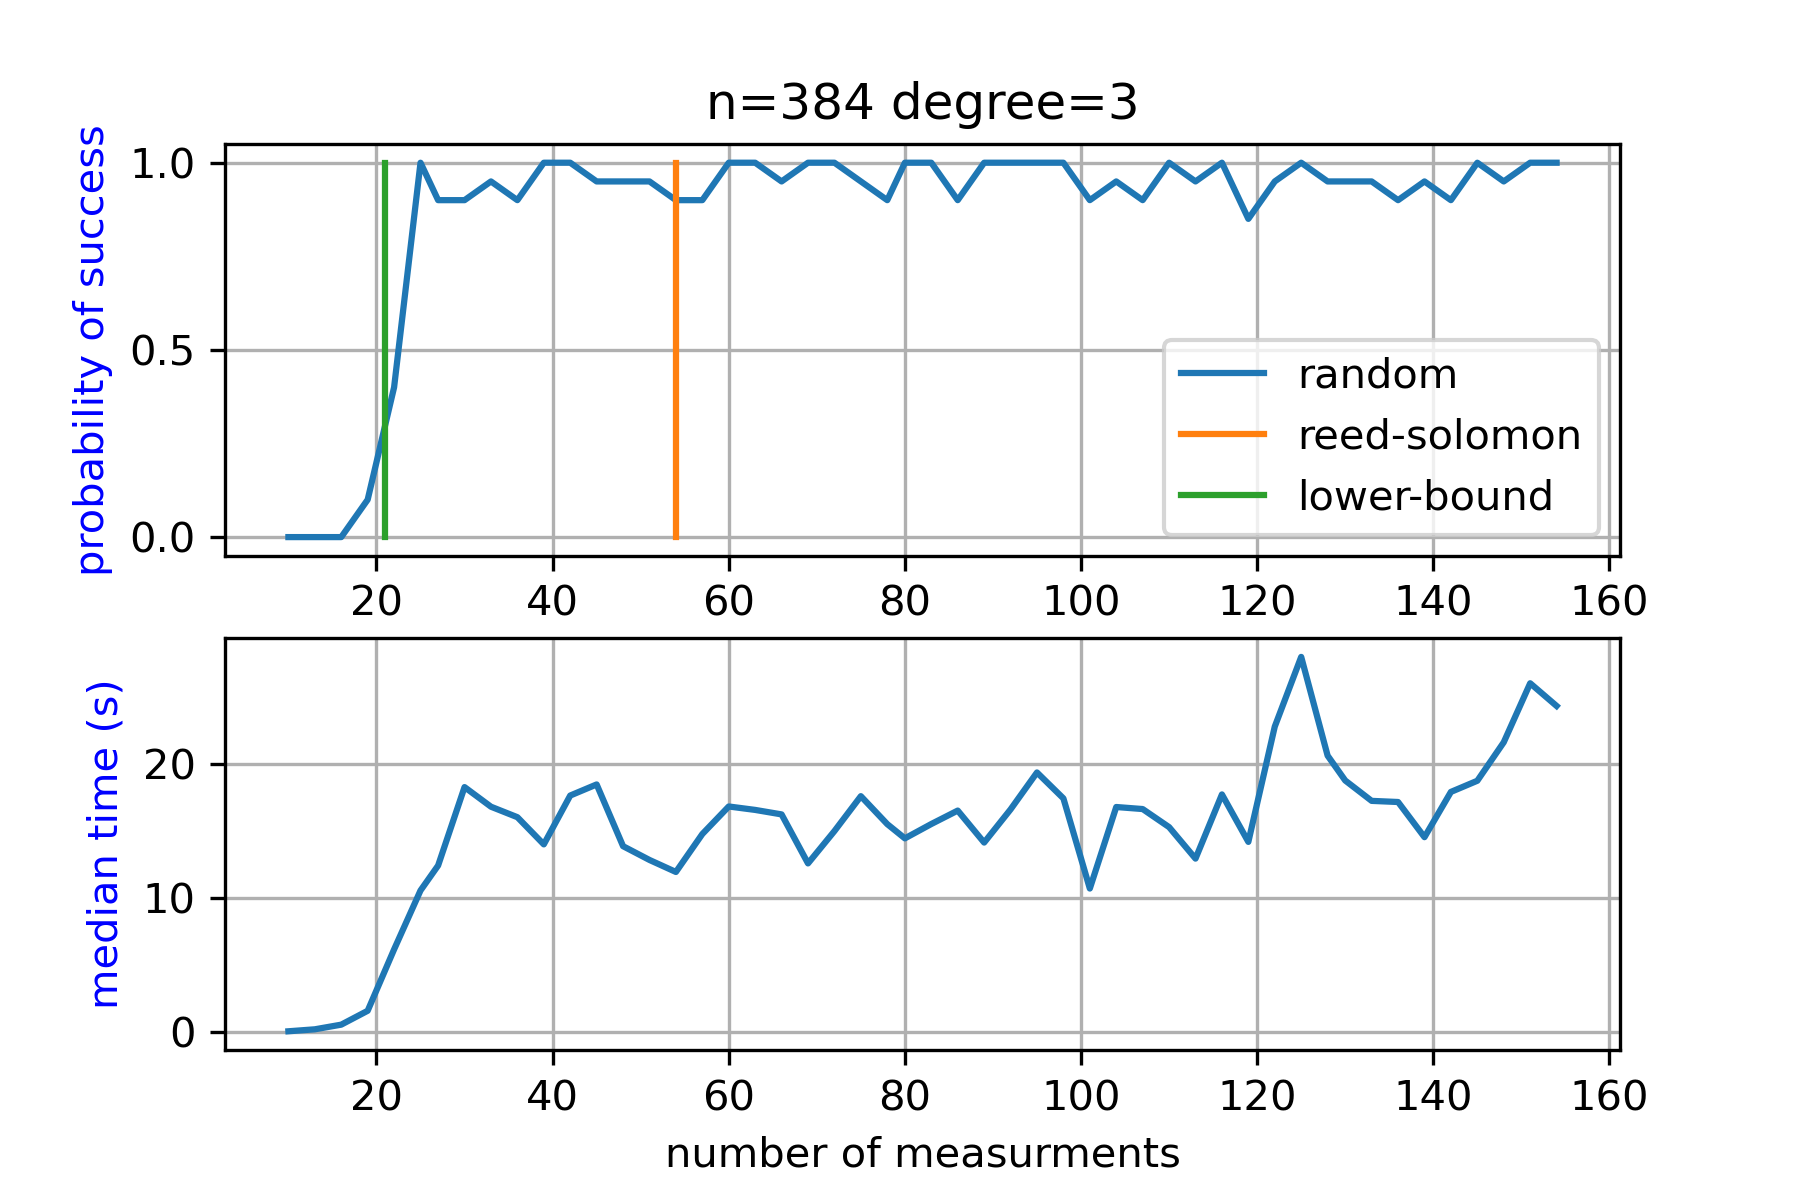 n=384 degree=3
probability of success
1.0
0.5
0.0
random
reed-solomon
lower-bound
20 40 60 80 100 120 140 160
median time (s)
20
10
0
20 40 60 80 100 120 140 160
number of measurments